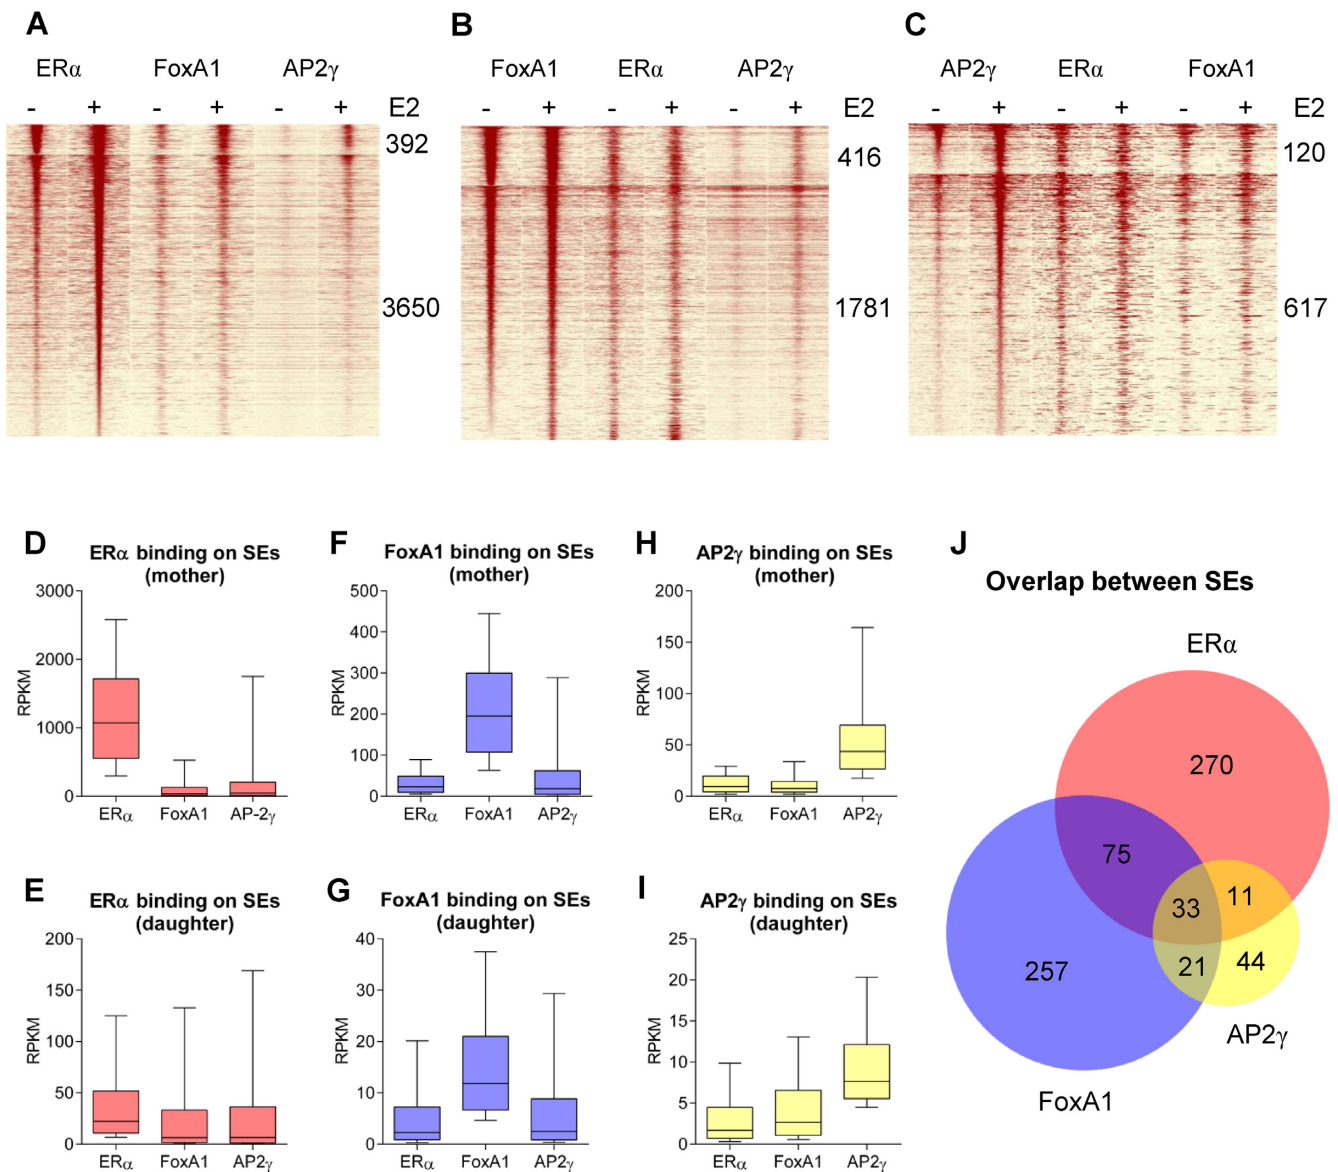 A
ERα FoxA1 AP2γ
- + - + - + E2
392
3650
B
FoxA1 ERα AP2γ
- + - + - + E2
416
1781
C
AP2γ ERα FoxA1
- + - + - + E2
120
617
D
ERα binding on SEs
(mother)
3000
2000
1000
0
RPKM
ERα FoxA1 AP-2γ
F
FoxA1 binding on SEs
(mother)
500
400
300
200
100
0
RPKM
ERα FoxA1 AP2γ
H
AP2γ binding on SEs
(mother)
200
150
100
50
0
RPKM
ERα FoxA1 AP2γ
E
ERα binding on SEs
(daughter)
200
150
100
50
0
RPKM
ERα FoxA1 AP2γ
G
FoxA1 binding on SEs
(daughter)
40
30
20
10
0
RPKM
ERα FoxA1 AP2γ
I
AP2γ binding on SEs
(daughter)
25
20
15
10
5
0
RPKM
ERα FoxA1 AP2γ
J
Overlap between SEs
ERα
270
75
33
11
257
21
44
AP2γ
FoxA1